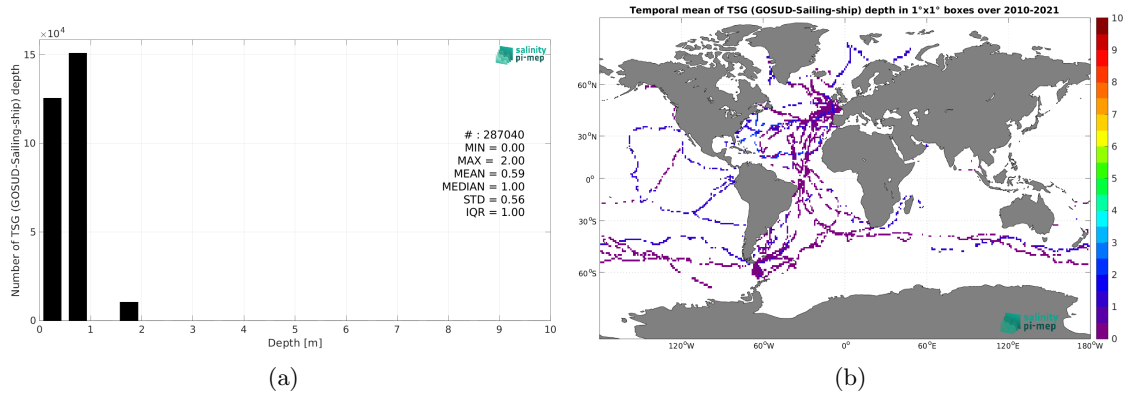 ×10⁴
15
10
5
0
Number of TSG (GOSUD-Sailing-ship) depth
salinity
pi-mep
# : 287040
MIN = 0.00
MAX = 2.00
MEAN = 0.59
MEDIAN = 1.00
STD = 0.56
IQR = 1.00
0 1 2 3 4 5 6 7 8 9 10
Depth [m]
(a)
Temporal mean of TSG (GOSUD-Sailing-ship) depth in 1°x1° boxes over 2010-2021
60°N
30°N
0°
30°S
60°S
120°W 60°W 0° 60°E 120°E 180°W
salinity
pi-mep
10
9
8
7
6
5
4
3
2
1
0
(b)